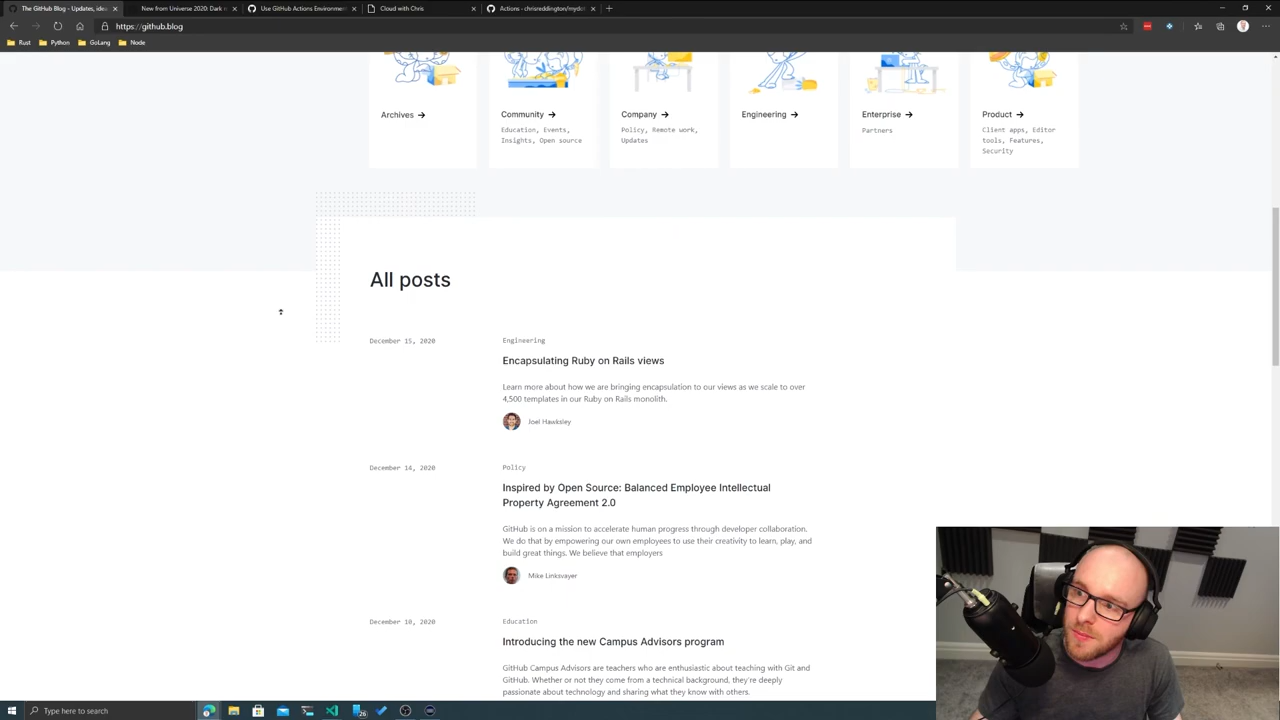 The GitHub Blog - Updates, idea
New from Universe 2020: Dark
Use GitHub Actions Environmen
Cloud with Chris
Actions - chrisreddington/mydot
https://github.blog
Rust
Python
GoLang
Node
Archives →
Community →
Education, Events,
Insights, Open source
Company →
Policy, Remote work,
Updates
Engineering →
Enterprise →
Partners
Product →
Client apps, Editor
tools, Features,
Security
All posts
December 15, 2020
Engineering
Encapsulating Ruby on Rails views
Learn more about how we are bringing encapsulation to our views as we scale to over
4,500 templates in our Ruby on Rails monolith.
Joel Hawksley
December 14, 2020
Policy
Inspired by Open Source: Balanced Employee Intellectual
Property Agreement 2.0
GitHub is on a mission to accelerate human progress through developer collaboration.
We do that by empowering our own employees to use their creativity to learn, play, and
build great things. We believe that employers
Mike Linksvayer
December 10, 2020
Education
Introducing the new Campus Advisors program
GitHub Campus Advisors are teachers who are enthusiastic about teaching with Git and
GitHub. Whether or not they come from a technical background, they're deeply
passionate about technology and sharing what they know with others.
Type here to search